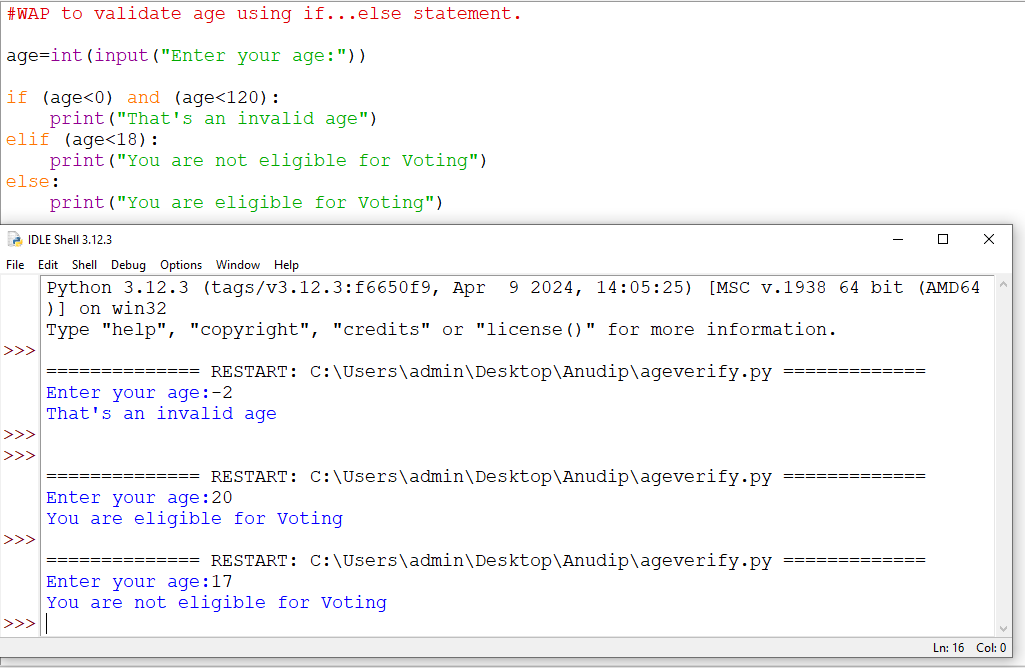 #WAP to validate age using if...else statement.
age=int(input("Enter your age:"))
if (age<0) and (age<120):
    print("That's an invalid age")
elif (age<18):
    print("You are not eligible for Voting")
else:
    print("You are eligible for Voting")
IDLE Shell 3.12.3
File Edit Shell Debug Options Window Help
Python 3.12.3 (tags/v3.12.3:f6650f9, Apr  9 2024, 14:05:25) [MSC v.1938 64 bit (AMD64
)] on win32
Type "help", "copyright", "credits" or "license()" for more information.
>>>
============== RESTART: C:\Users\admin\Desktop\Anudip\ageverify.py =============
Enter your age:-2
That's an invalid age
>>>
>>>
============== RESTART: C:\Users\admin\Desktop\Anudip\ageverify.py =============
Enter your age:20
You are eligible for Voting
>>>
============== RESTART: C:\Users\admin\Desktop\Anudip\ageverify.py =============
Enter your age:17
You are not eligible for Voting
>>>
Ln: 16 Col: 0